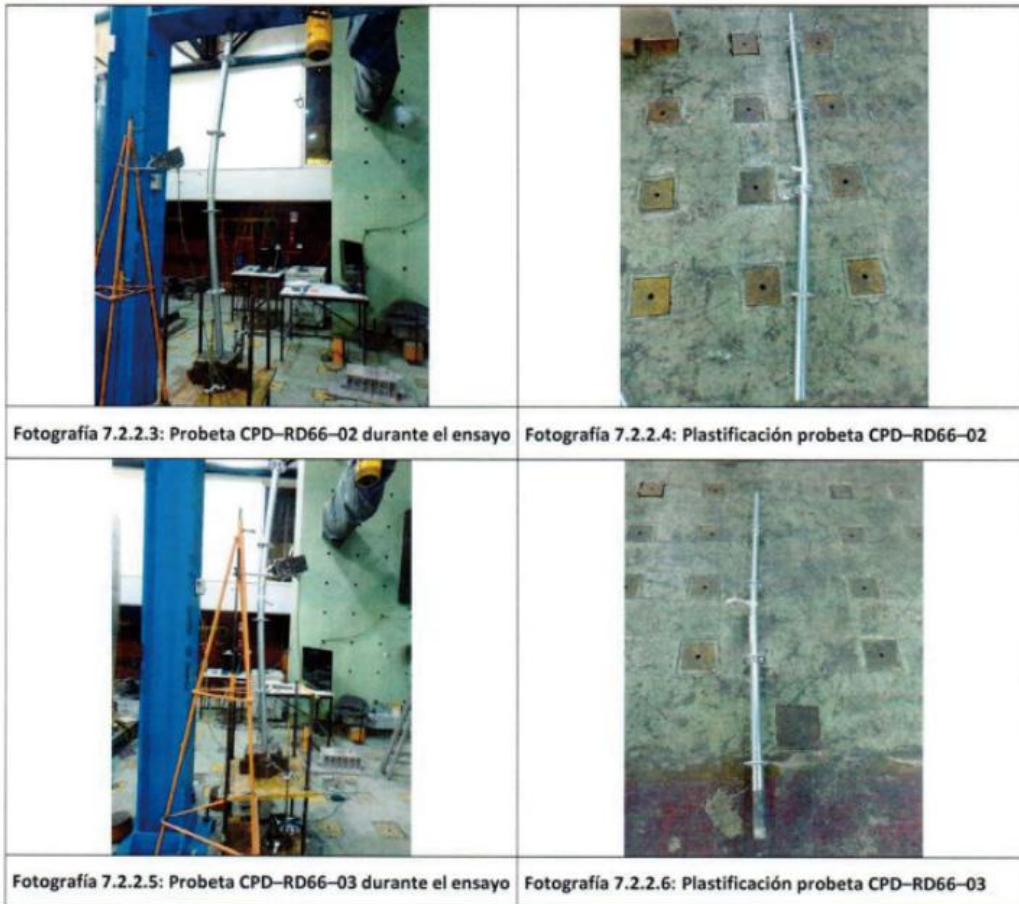 Fotografía 7.2.2.3: Probeta CPD–RD66–02 durante el ensayo
Fotografía 7.2.2.4: Plastificación probeta CPD–RD66–02
Fotografía 7.2.2.5: Probeta CPD–RD66–03 durante el ensayo
Fotografía 7.2.2.6: Plastificación probeta CPD–RD66–03